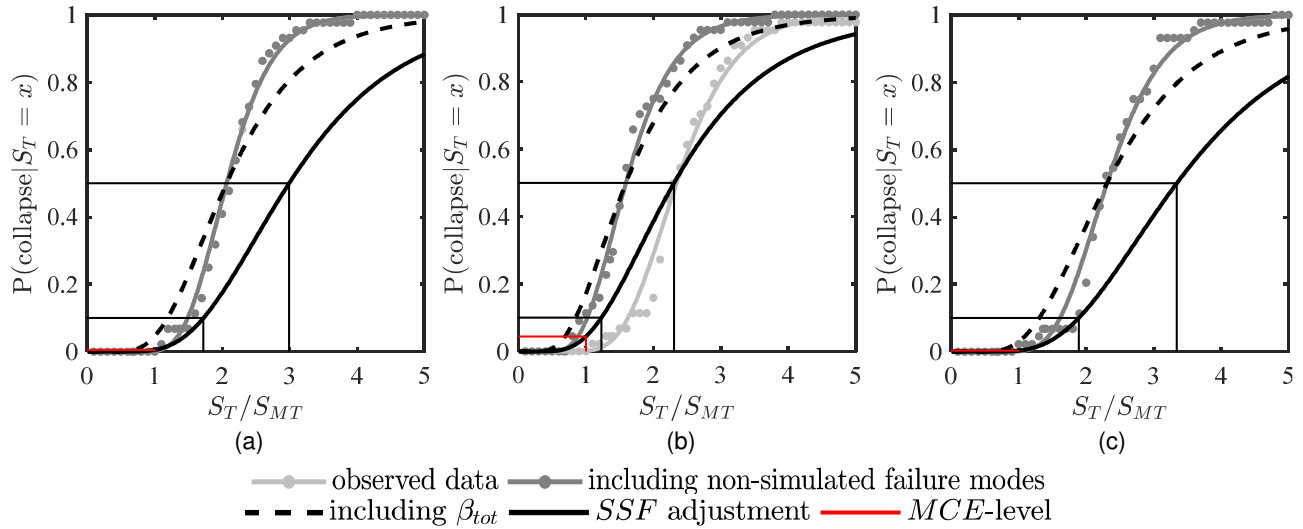 P(collapse|S_T = x)
1
0.8
0.6
0.4
0.2
0
0 1 2 3 4 5
S_T/S_MT
(a)
P(collapse|S_T = x)
1
0.8
0.6
0.4
0.2
0
0 1 2 3 4 5
S_T/S_MT
(b)
P(collapse|S_T = x)
1
0.8
0.6
0.4
0.2
0
0 1 2 3 4 5
S_T/S_MT
(c)
observed data including non-simulated failure modes
including β_tot SSF adjustment MCE-level